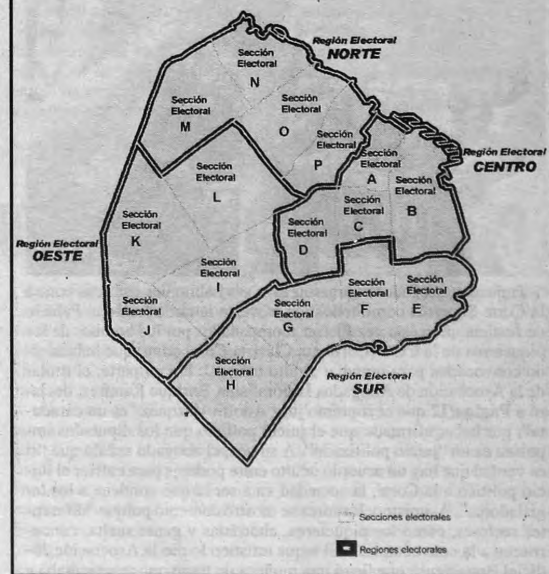 Región Electoral
NORTE
Sección
Electoral
N
Sección
Electoral
M
Sección
Electoral
O
Sección
Electoral
P
Sección
Electoral
A
Región Electoral
CENTRO
Sección
Electoral
B
Sección
Electoral
L
Sección
Electoral
C
Sección
Electoral
K
Sección
Electoral
D
Región Electoral
OESTE
Sección
Electoral
I
Sección
Electoral
J
Sección
Electoral
G
Sección
Electoral
F
Sección
Electoral
E
Sección
Electoral
H
Región Electoral
SUR
Secciones electorales
Regiones electorales